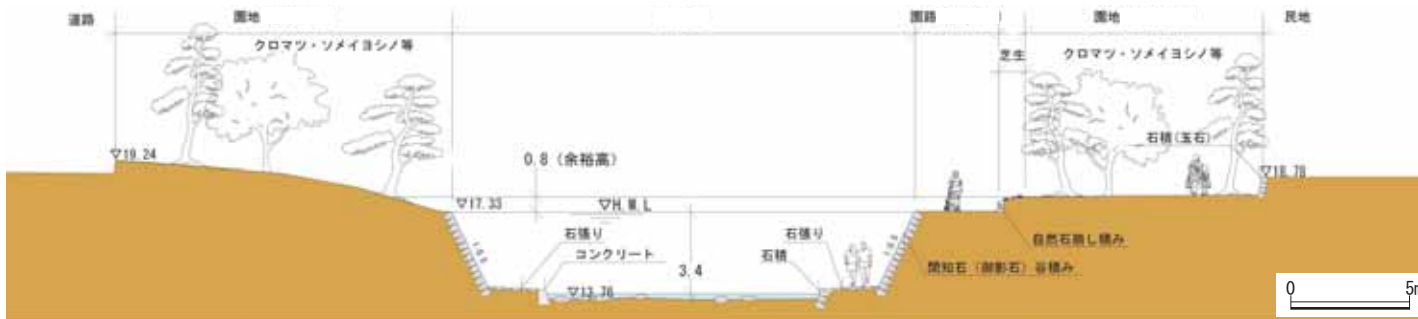 道路
園地
園路
園地
民地
クロマツ・ソメイヨシノ等
芝生
クロマツ・ソメイヨシノ等
石積(玉石)
▽19.24
0.8(余裕高)
▽18.78
▽17.33
▽H.W.L
石張り
石張り
自然石崩し積み
コンクリート
石積
間知石(御影石)谷積み
3.4
▽13.76
0
5m